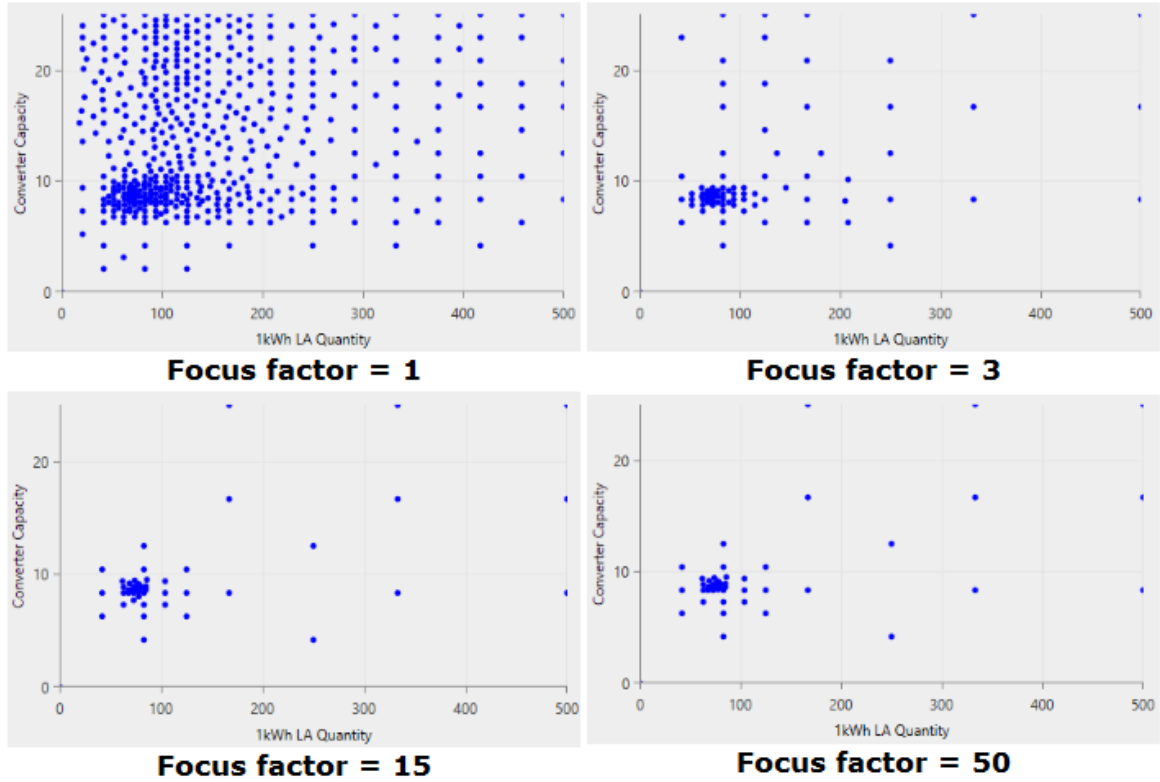 Converter Capacity
20
10
0
0 100 200 300 400 500
1kWh LA Quantity
Focus factor = 1
Converter Capacity
20
10
0
0 100 200 300 400 500
1kWh LA Quantity
Focus factor = 3
Converter Capacity
20
10
0
0 100 200 300 400 500
1kWh LA Quantity
Focus factor = 15
Converter Capacity
20
10
0
0 100 200 300 400 500
1kWh LA Quantity
Focus factor = 50